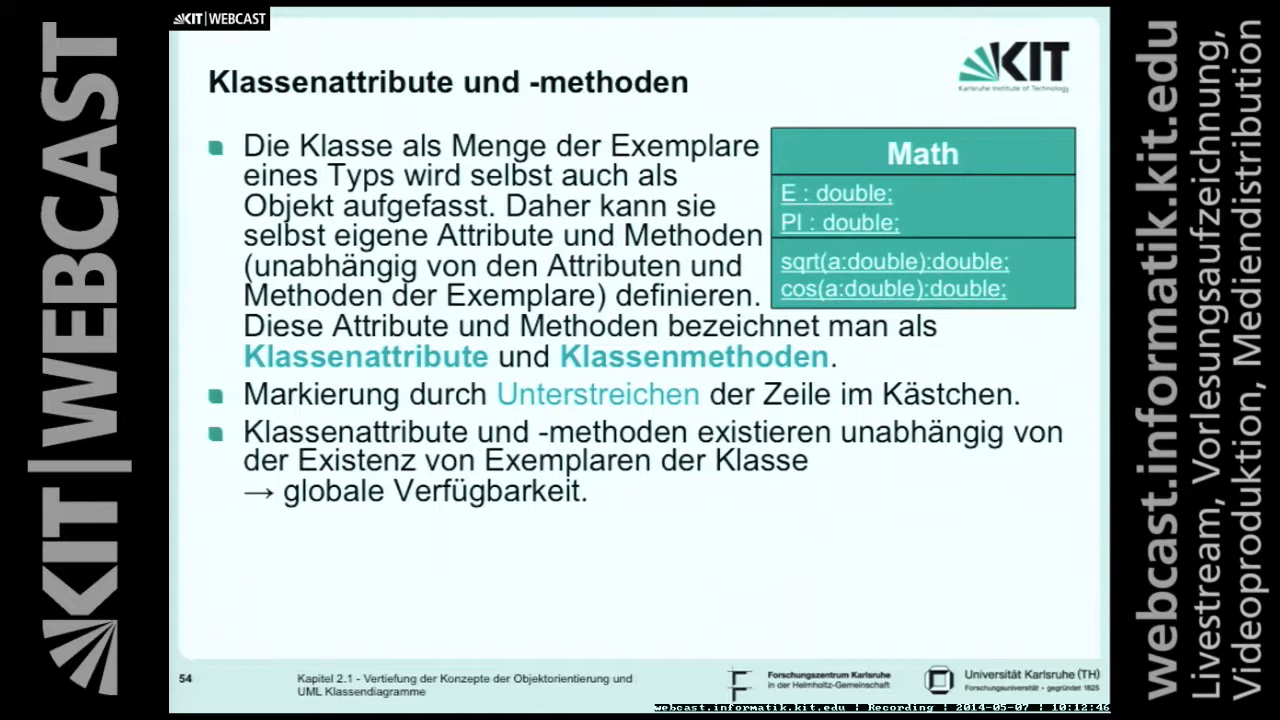 KIT|WEBCAST
KIT|WEBCAST
KIT
Karlsruhe Institute of Technology
Klassenattribute und -methoden
Die Klasse als Menge der Exemplare
eines Typs wird selbst auch als
Objekt aufgefasst. Daher kann sie
selbst eigene Attribute und Methoden
(unabhängig von den Attributen und
Methoden der Exemplare) definieren.
Diese Attribute und Methoden bezeichnet man als
Klassenattribute und Klassenmethoden.
Math
E : double;
PI : double;
sqrt(a:double):double;
cos(a:double):double;
Markierung durch Unterstreichen der Zeile im Kästchen.
Klassenattribute und -methoden existieren unabhängig von
der Existenz von Exemplaren der Klasse
→ globale Verfügbarkeit.
54
Kapitel 2.1 - Vertiefung der Konzepte der Objektorientierung und
UML Klassendiagramme
Forschungszentrum Karlsruhe
in der Helmholtz-Gemeinschaft
Universität Karlsruhe (TH)
Forschungsuniversität - gegründet 1825
webcast.informatik.kit.edu | Recording | 2014-05-07 | 10:12:46
webcast.informatik.kit.edu
Livestream, Vorlesungsaufzeichnung,
Videoproduktion, Mediendistribution